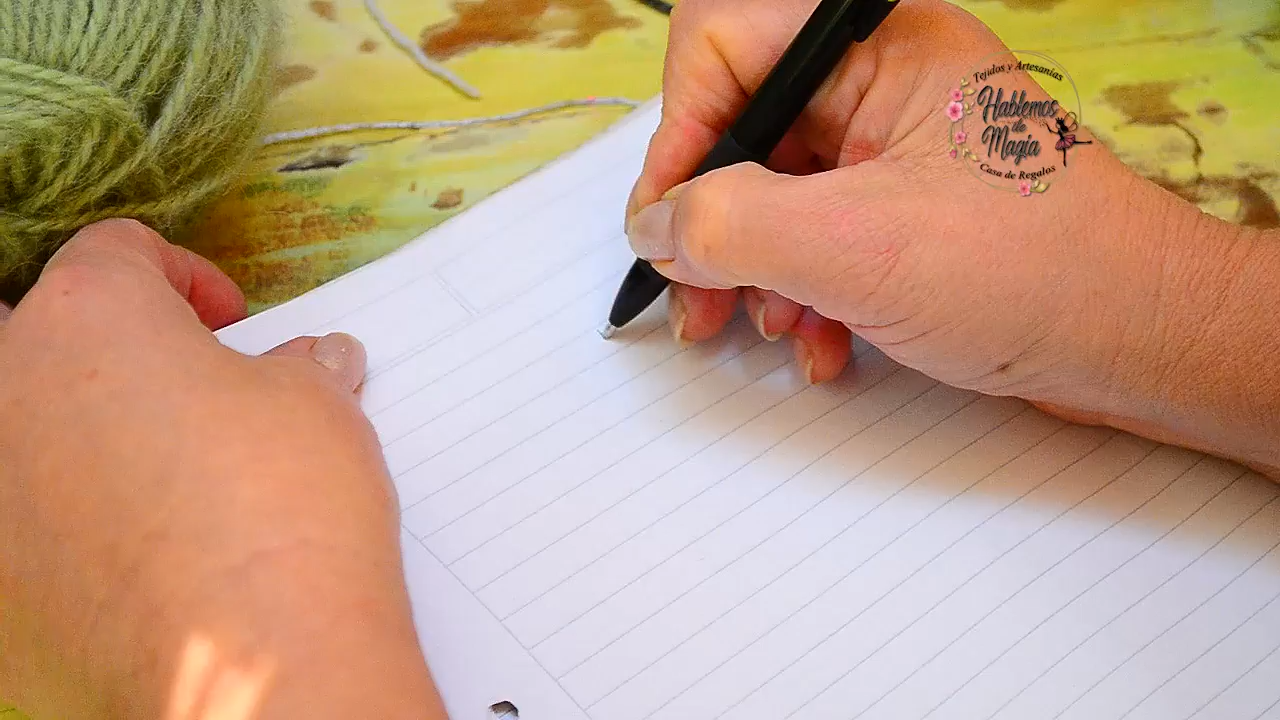 Tejidos y Artesanías
Hablemos
de
Magia
Casa de Regalos